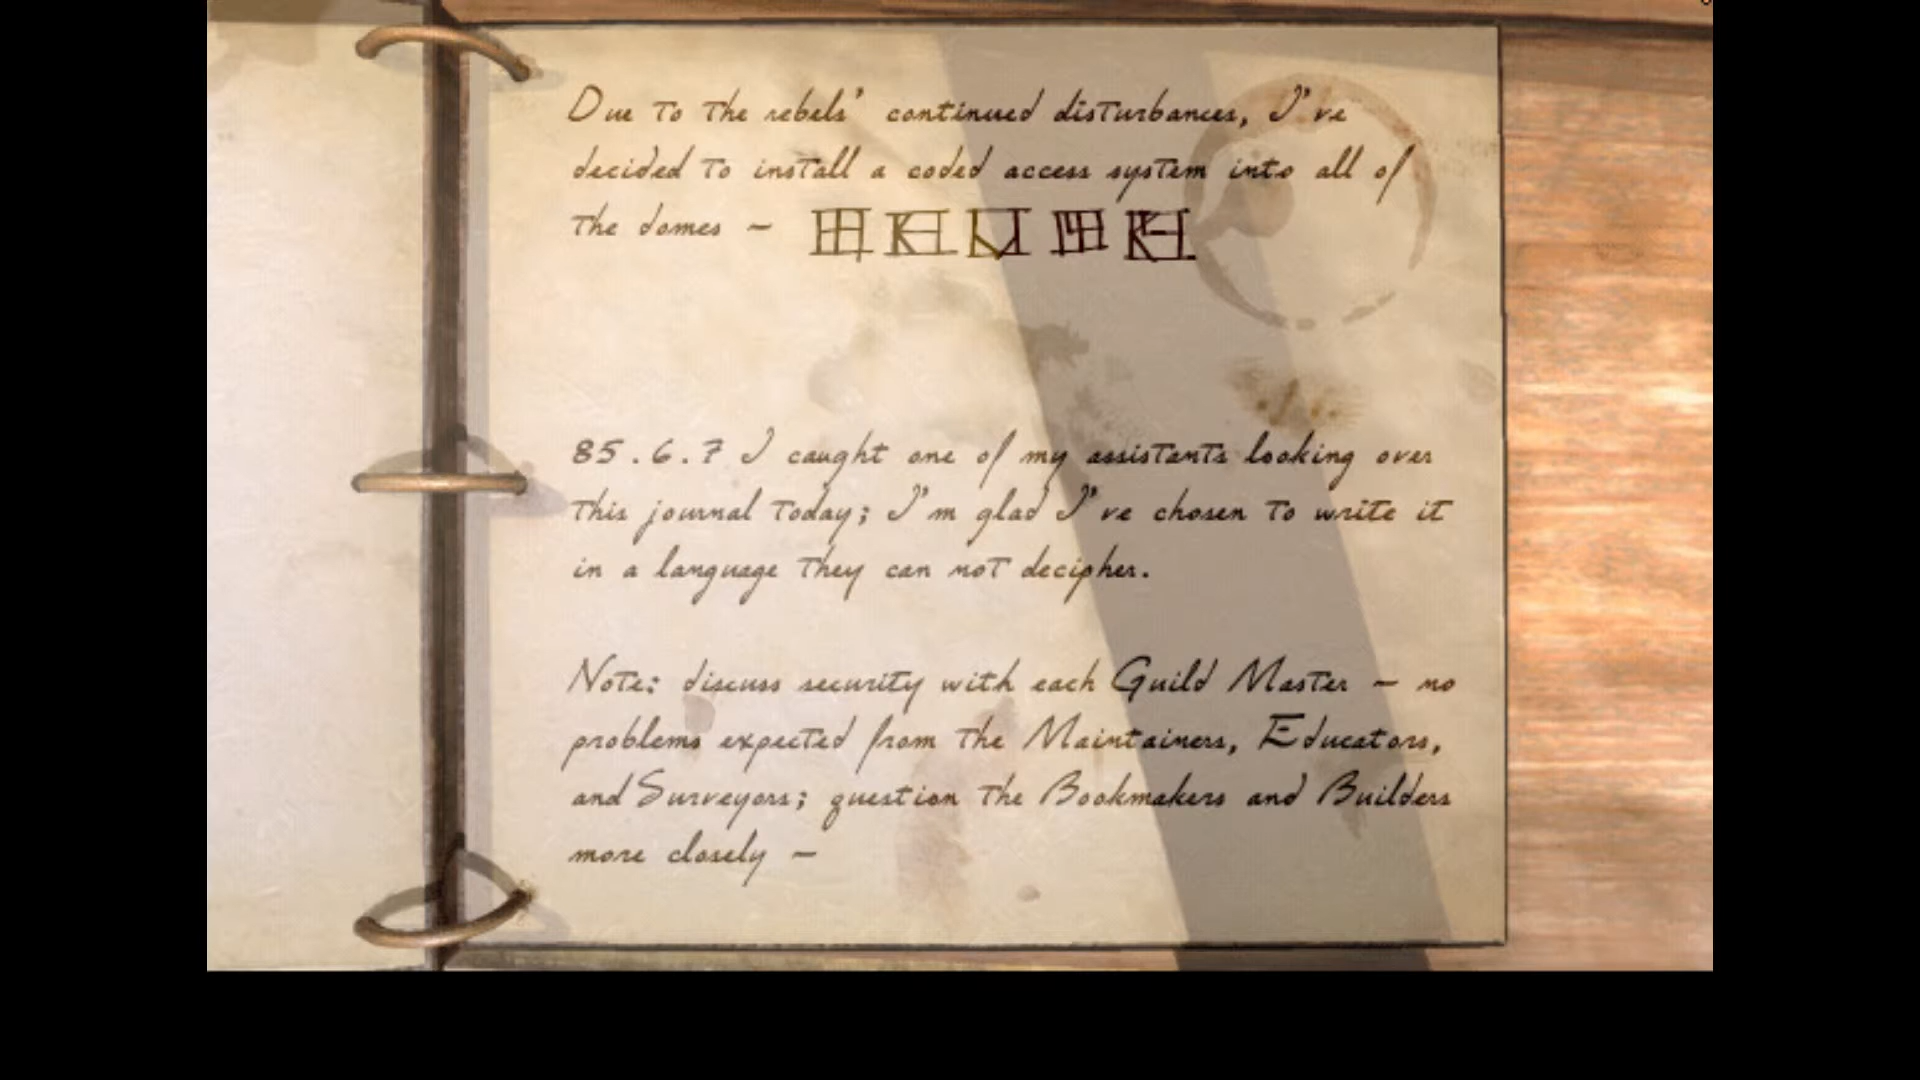 Due to the rebels' continued disturbances, I've
decided to install a coded access system into all of
the domes –
85.6.7 I caught one of my assistants looking over
this journal today; I'm glad I've chosen to write it
in a language they can not decipher.
Note: discuss security with each Guild Master – no
problems expected from the Maintainers, Educators,
and Surveyors; question the Bookmakers and Builders
more closely –